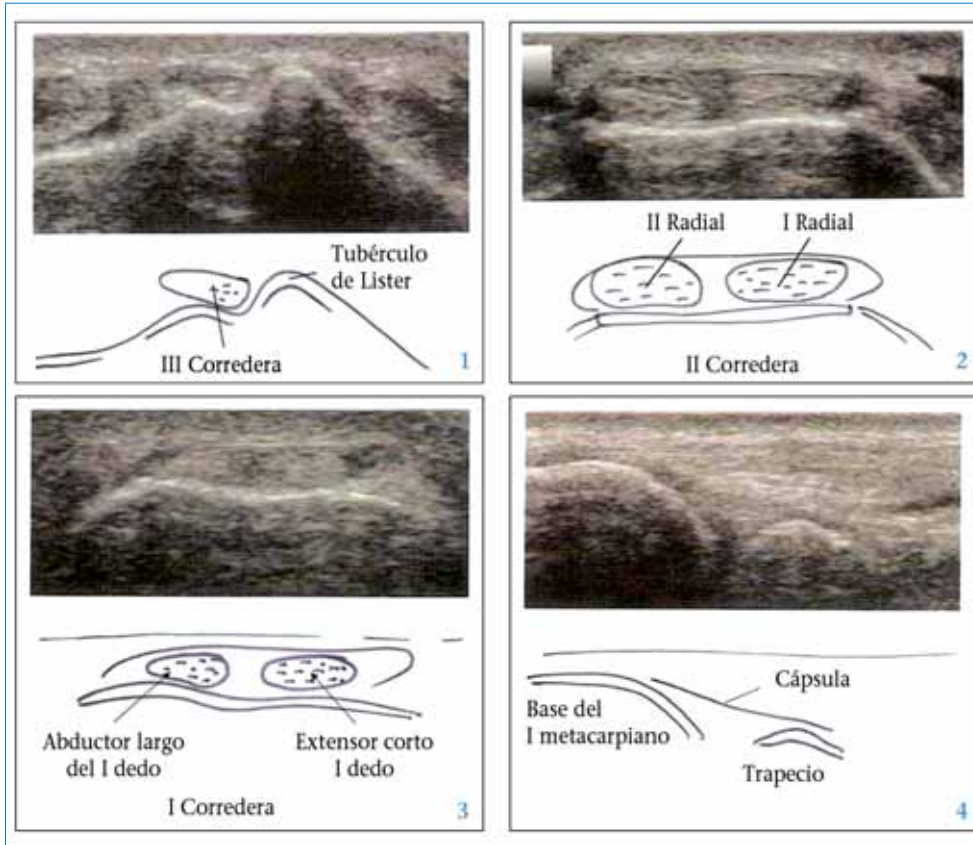 Tubérculo
de Lister
III Corredera
1
II Radial
I Radial
II Corredera
2
Abductor largo
del I dedo
Extensor corto
I dedo
I Corredera
3
Cápsula
Base del
I metacarpiano
Trapecio
4